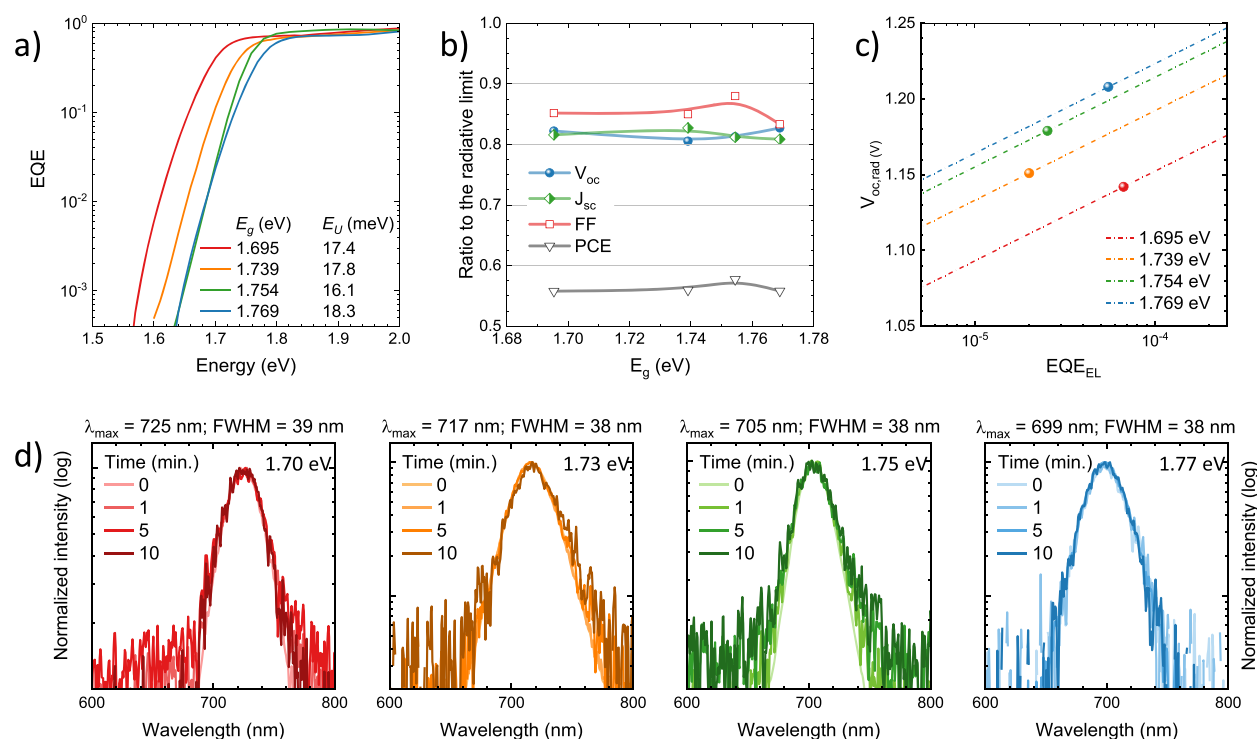 a)
10⁰
10⁻¹
10⁻²
10⁻³
EQE
E_g (eV) E_U (meV)
1.695 17.4
1.739 17.8
1.754 16.1
1.769 18.3
1.5 1.6 1.7 1.8 1.9 2.0
Energy (eV)
b)
1.0
0.9
0.8
0.7
0.6
0.5
Ratio to the radiative limit
V_oc
J_sc
FF
PCE
1.68 1.70 1.72 1.74 1.76 1.78
E_g (eV)
c)
1.25
1.20
1.15
1.10
1.05
V_oc,rad (V)
1.695 eV
1.739 eV
1.754 eV
1.769 eV
10⁻⁵ 10⁻⁴
EQE_EL
d)
λ_max = 725 nm; FWHM = 39 nm
Normalized intensity (log)
Time (min.) 1.70 eV
0
1
5
10
600 700 800
Wavelength (nm)
λ_max = 717 nm; FWHM = 38 nm
Time (min.) 1.73 eV
0
1
5
10
600 700 800
Wavelength (nm)
λ_max = 705 nm; FWHM = 38 nm
Time (min.) 1.75 eV
0
1
5
10
600 700 800
Wavelength (nm)
λ_max = 699 nm; FWHM = 38 nm
Time (min.) 1.77 eV
0
1
5
10
600 700 800
Wavelength (nm)
Normalized intensity (log)